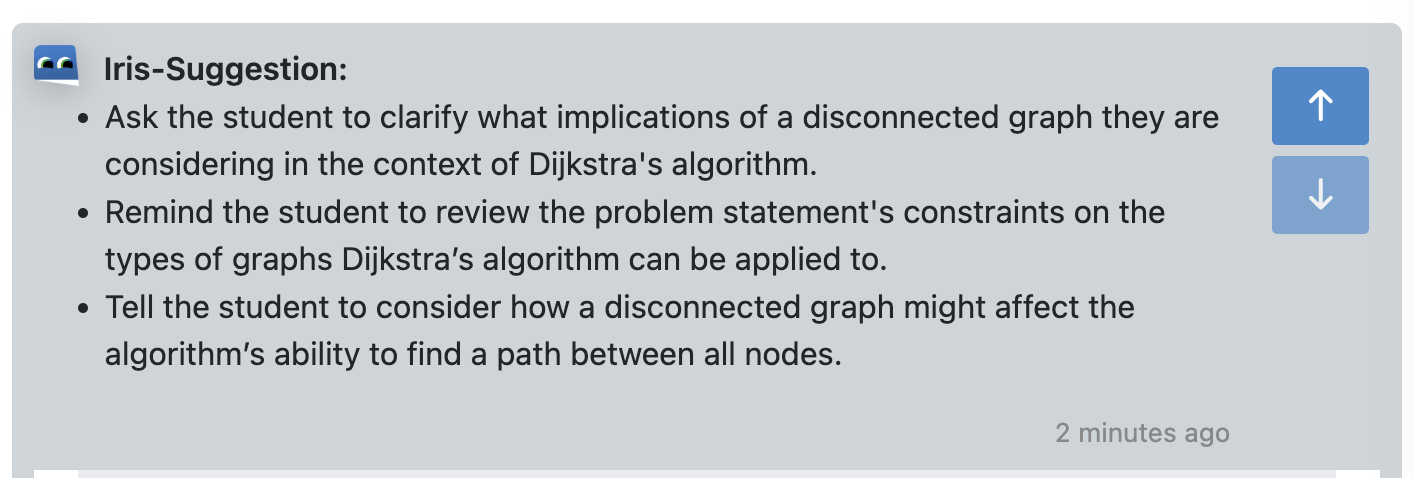 Iris-Suggestion:
• Ask the student to clarify what implications of a disconnected graph they are
considering in the context of Dijkstra's algorithm.
• Remind the student to review the problem statement's constraints on the
types of graphs Dijkstra’s algorithm can be applied to.
• Tell the student to consider how a disconnected graph might affect the
algorithm’s ability to find a path between all nodes.
2 minutes ago